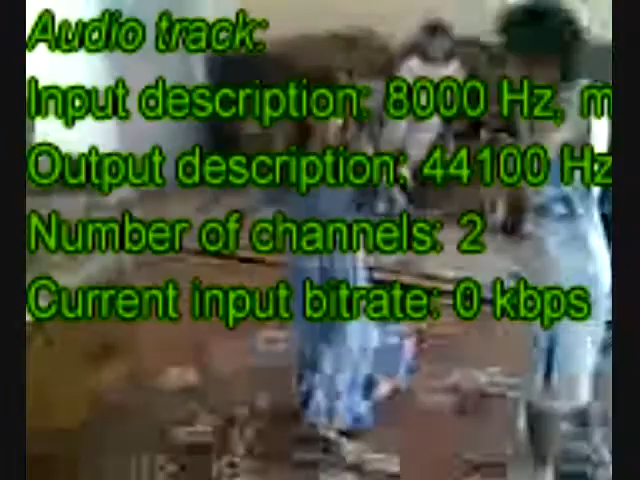 Audio track:
Input description: 8000 Hz, m
Output description: 44100 Hz
Number of channels: 2
Current input bitrate: 0 kbps